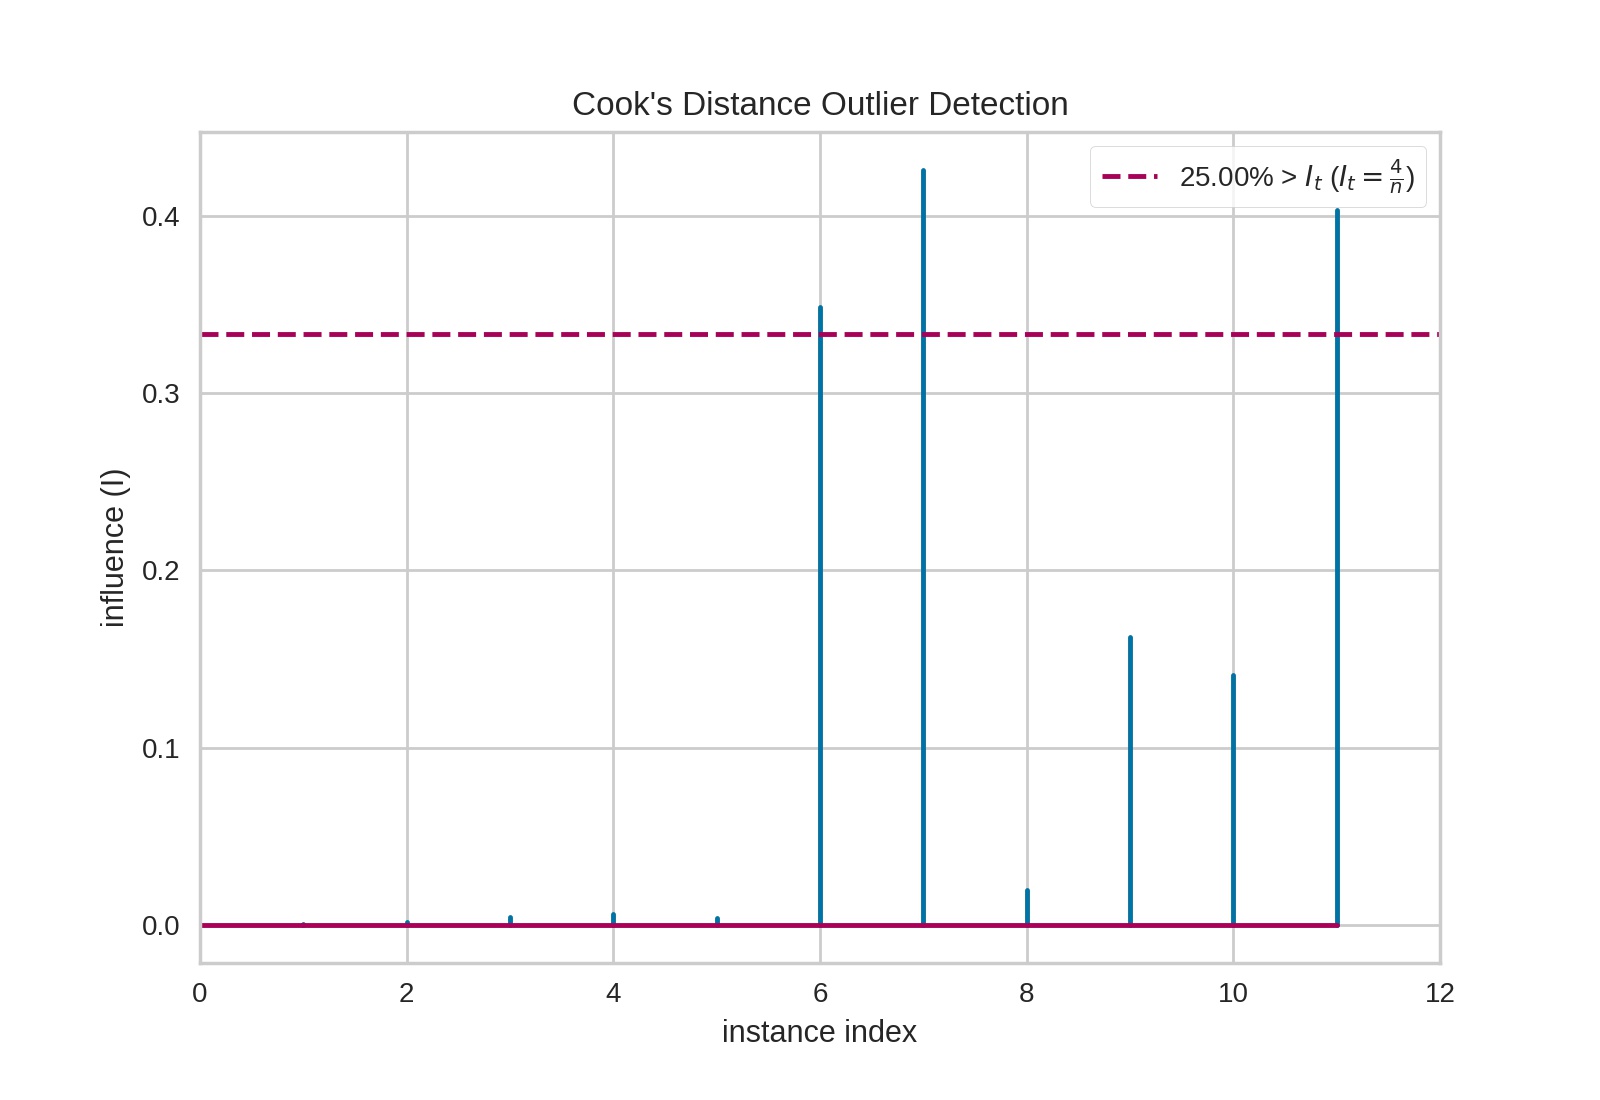 Cook's Distance Outlier Detection
25.00% > I_t (I_t = 4/n)
influence (I)
0.4
0.3
0.2
0.1
0.0
0 2 4 6 8 10 12
instance index